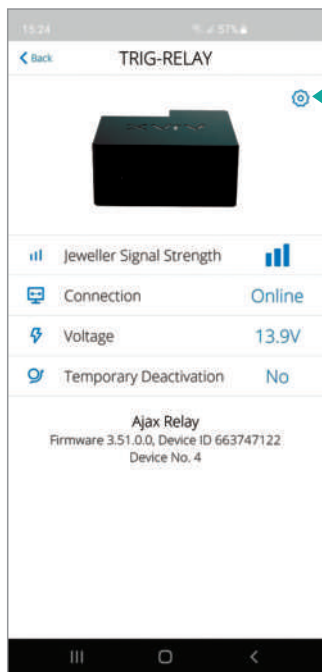 15:24 57%
Back TRIG-RELAY
AJAX
Jeweller Signal Strength
Connection Online
Voltage 13.9V
Temporary Deactivation No
Ajax Relay
Firmware 3.51.0.0, Device ID 663747122
Device No. 4